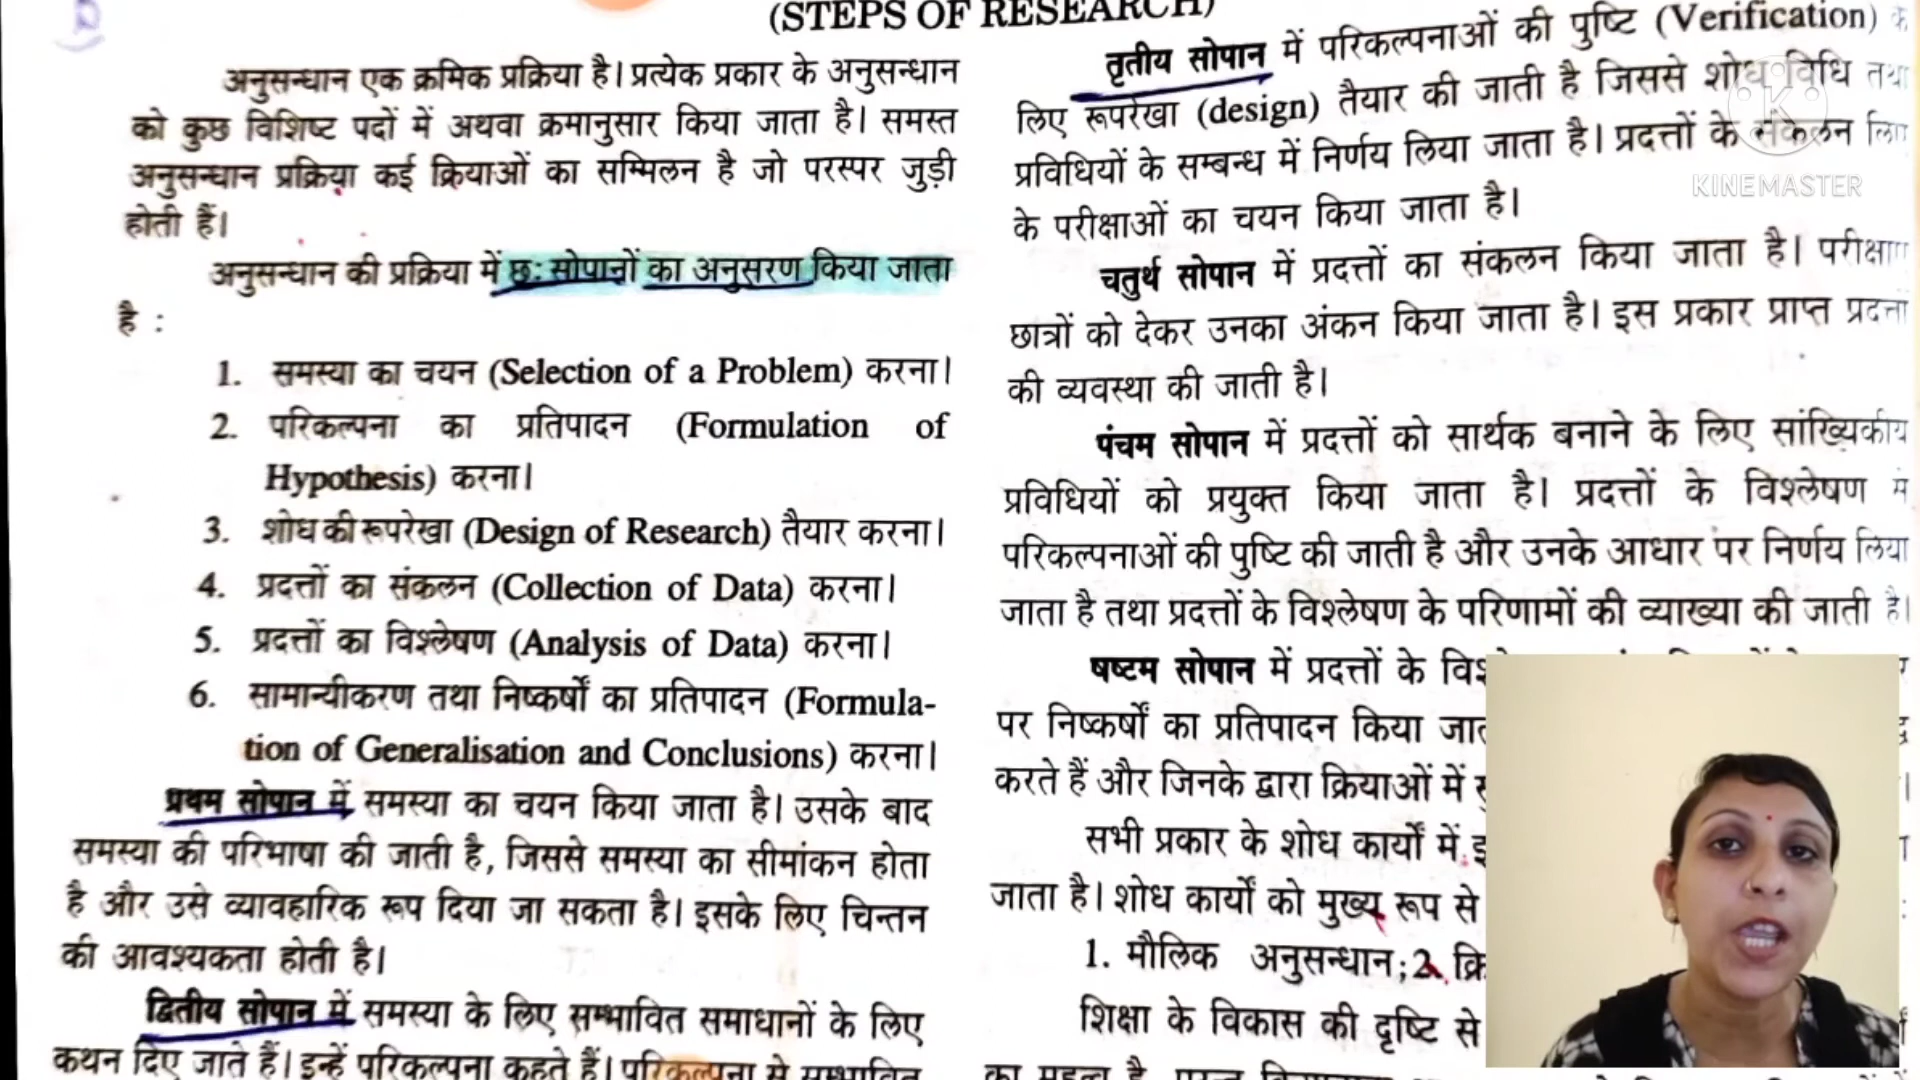 (STEPS OF RESEARCH)
अनुसन्धान एक क्रमिक प्रक्रिया है। प्रत्येक प्रकार के अनुसन्धान
को कुछ विशिष्ट पदों में अथवा क्रमानुसार किया जाता है। समस्त
अनुसन्धान प्रक्रिया कई क्रियाओं का सम्मिलन है जो परस्पर जुड़ी
होती हैं।
अनुसन्धान की प्रक्रिया में छ: सोपानों का अनुसरण किया जाता
है :
1. समस्या का चयन (Selection of a Problem) करना।
2. परिकल्पना का प्रतिपादन (Formulation of
Hypothesis) करना।
3. शोध की रूपरेखा (Design of Research) तैयार करना।
4. प्रदत्तों का संकलन (Collection of Data) करना।
5. प्रदत्तों का विश्लेषण (Analysis of Data) करना।
6. सामान्यीकरण तथा निष्कर्षों का प्रतिपादन (Formula-
tion of Generalisation and Conclusions) करना।
प्रथम सोपान में समस्या का चयन किया जाता है। उसके बाद
समस्या की परिभाषा की जाती है, जिससे समस्या का सीमांकन होता
है और उसे व्यावहारिक रूप दिया जा सकता है। इसके लिए चिन्तन
की आवश्यकता होती है।
द्वितीय सोपान में समस्या के लिए सम्भावित समाधानों के लिए
कथन दिए जाते हैं। इन्हें परिकल्पना कहते हैं। परिकल्पना से सम्भावित
तृतीय सोपान में परिकल्पनाओं की पुष्टि (Verification)
लिए रूपरेखा (design) तैयार की जाती है जिससे शोध विधि तथा
प्रविधियों के सम्बन्ध में निर्णय लिया जाता है। प्रदत्तों के संकलन
के परीक्षाओं का चयन किया जाता है।
चतुर्थ सोपान में प्रदत्तों का संकलन किया जाता है।
छात्रों को देकर उनका अंकन किया जाता है। इस प्रकार प्राप्त प्रदत्तों
की व्यवस्था की जाती है।
पंचम सोपान में प्रदत्तों को सार्थक बनाने के लिए सांख्यिकीय
प्रविधियों को प्रयुक्त किया जाता है। प्रदत्तों के विश्लेषण में
परिकल्पनाओं की पुष्टि की जाती है और उनके आधार पर निर्णय लिया
जाता है तथा प्रदत्तों के विश्लेषण के परिणामों की व्याख्या की जाती है।
षष्टम सोपान में प्रदत्तों के
पर निष्कर्षों का प्रतिपादन किया
करते हैं और जिनके द्वारा क्रियाओं में
सभी प्रकार के शोध कार्यों में
जाता है। शोध कार्यों को मुख्य रूप से
1. मौलिक अनुसन्धान; 2.
शिक्षा के विकास की दृष्टि से
का महत्व है
KINEMASTER